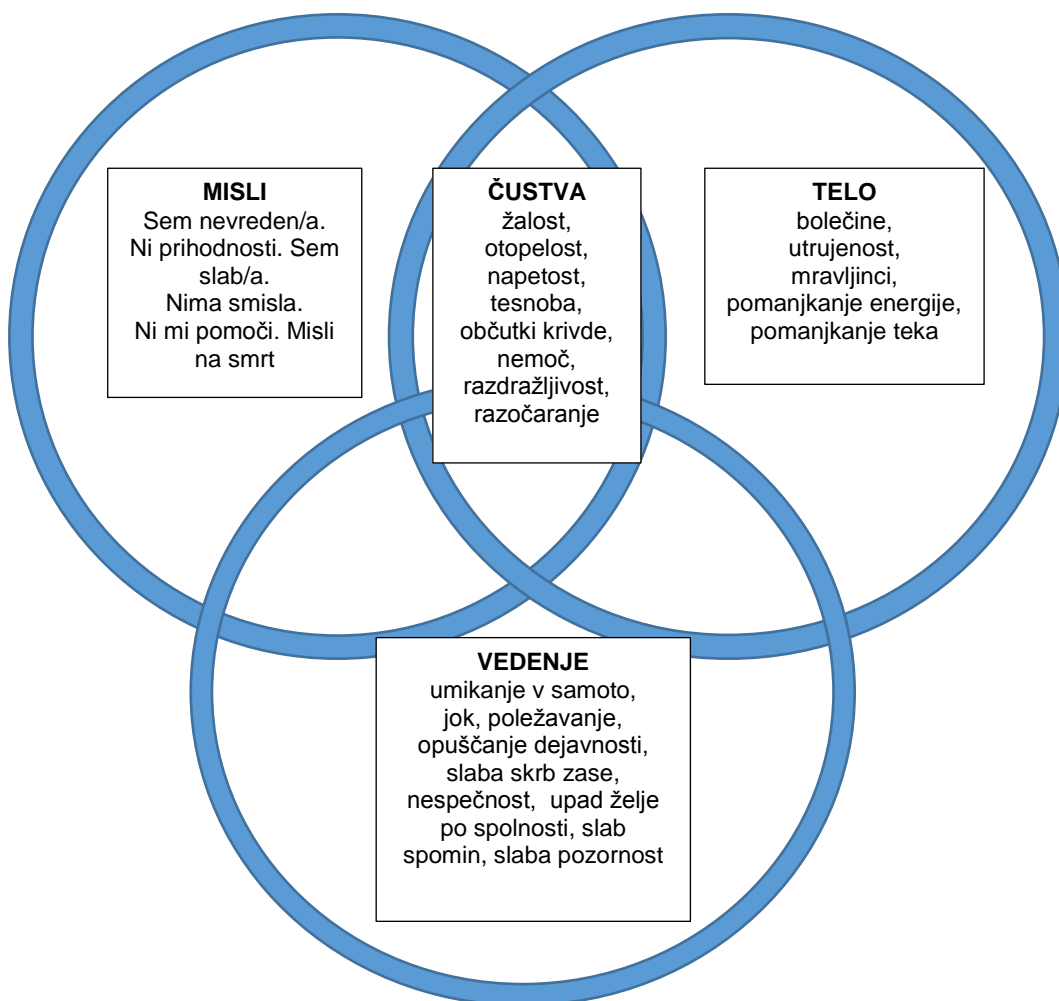 MISLI
Sem nevreden/a.
Ni prihodnosti. Sem
slab/a.
Nima smisla.
Ni mi pomoči. Misli
na smrt
ČUSTVA
žalost,
otopelost,
napetost,
tesnoba,
občutki krivde,
nemoč,
razdražljivost,
razočaranje
TELO
bolečine,
utrujenost,
mravljinci,
pomanjkanje energije,
pomanjkanje teka
VEDENJE
umikanje v samoto,
jok, poležavanje,
opuščanje dejavnosti,
slaba skrb zase,
nespečnost,  upad želje
po spolnosti, slab
spomin, slaba pozornost